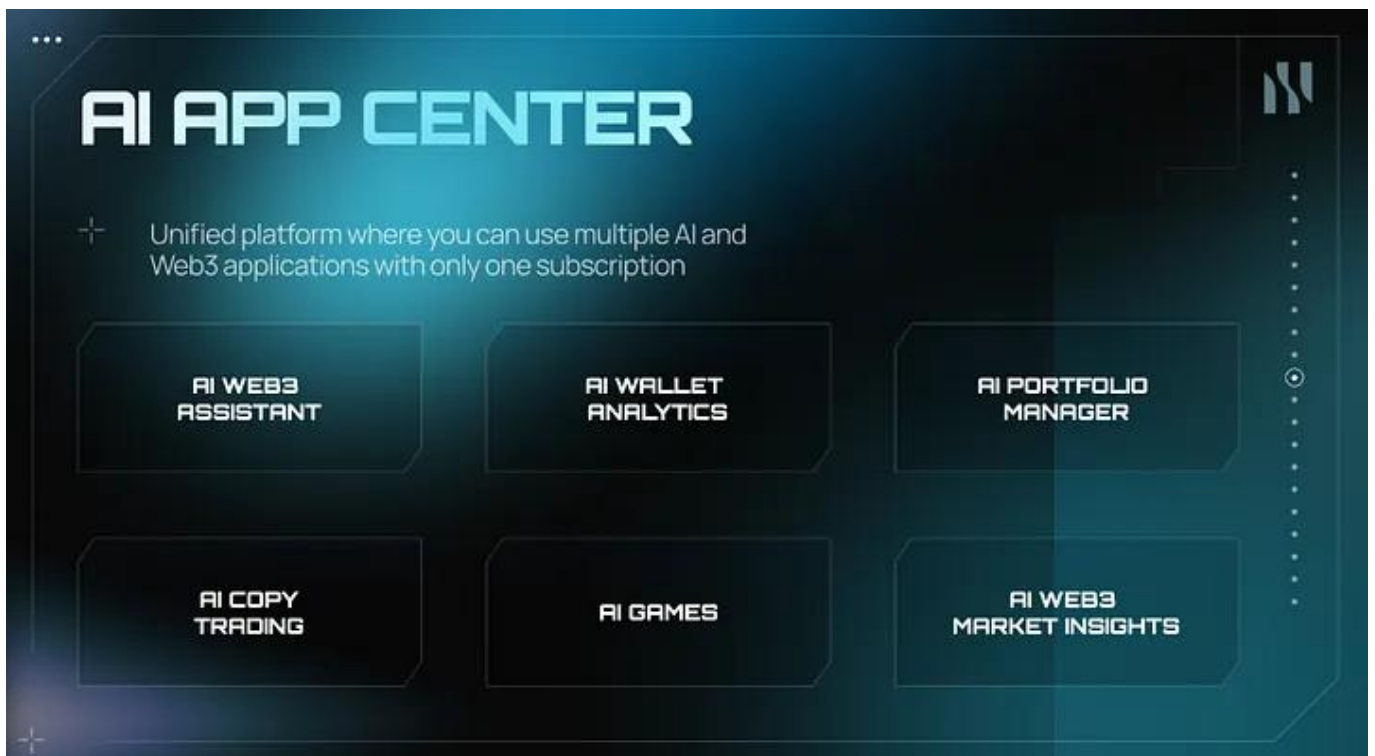 AI APP CENTER
Unified platform where you can use multiple AI and
Web3 applications with only one subscription
AI WEB3
ASSISTANT
AI WALLET
ANALYTICS
AI PORTFOLIO
MANAGER
AI COPY
TRADING
AI GAMES
AI WEB3
MARKET INSIGHTS